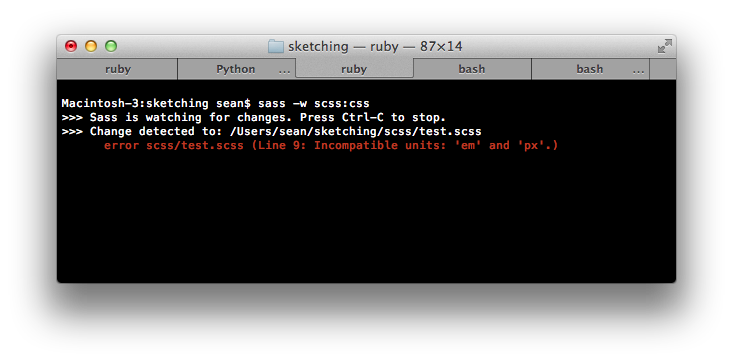 sketching — ruby — 87×14
ruby Python ... ruby bash bash ...
Macintosh-3:sketching sean$ sass -w scss:css
>>> Sass is watching for changes. Press Ctrl-C to stop.
>>> Change detected to: /Users/sean/sketching/scss/test.scss
error scss/test.scss (Line 9: Incompatible units: 'em' and 'px'.)